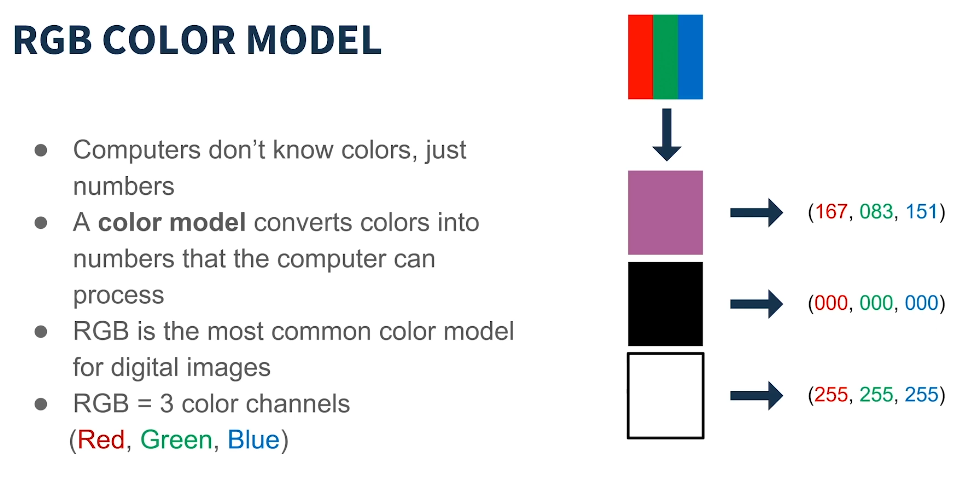 RGB COLOR MODEL
● Computers don’t know colors, just
numbers
● A color model converts colors into
numbers that the computer can
process
● RGB is the most common color model
for digital images
● RGB = 3 color channels
(Red, Green, Blue)
(167, 083, 151)
(000, 000, 000)
(255, 255, 255)